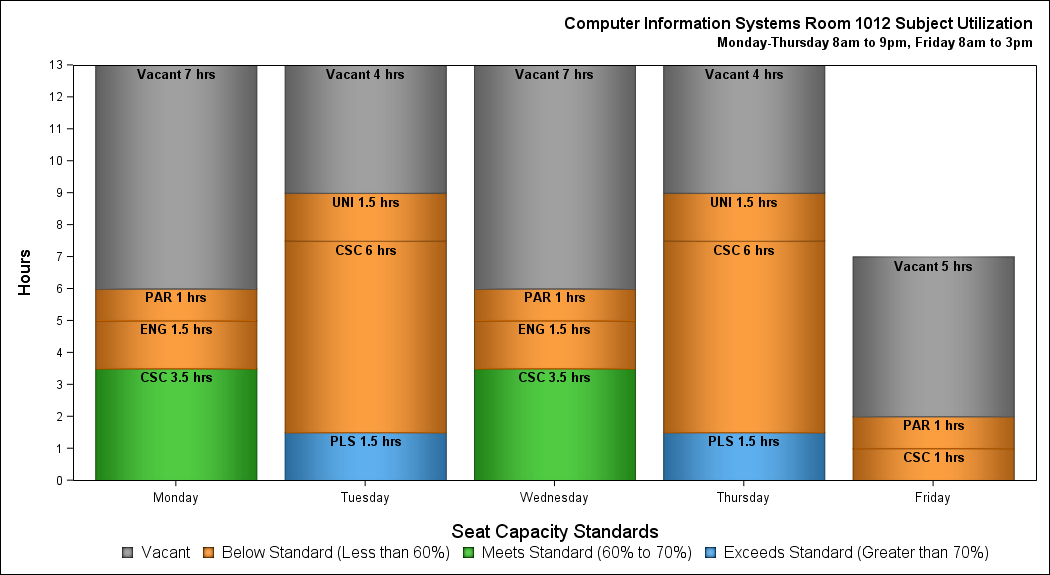 Computer Information Systems Room 1012 Subject Utilization
Monday-Thursday 8am to 9pm, Friday 8am to 3pm
Hours
13
12
11
10
9
8
7
6
5
4
3
2
1
0
Vacant 7 hrs
PAR 1 hrs
ENG 1.5 hrs
CSC 3.5 hrs
Vacant 4 hrs
UNI 1.5 hrs
CSC 6 hrs
PLS 1.5 hrs
Vacant 7 hrs
PAR 1 hrs
ENG 1.5 hrs
CSC 3.5 hrs
Vacant 4 hrs
UNI 1.5 hrs
CSC 6 hrs
PLS 1.5 hrs
Vacant 5 hrs
PAR 1 hrs
CSC 1 hrs
Monday Tuesday Wednesday Thursday Friday
Seat Capacity Standards
Vacant Below Standard (Less than 60%) Meets Standard (60% to 70%) Exceeds Standard (Greater than 70%)